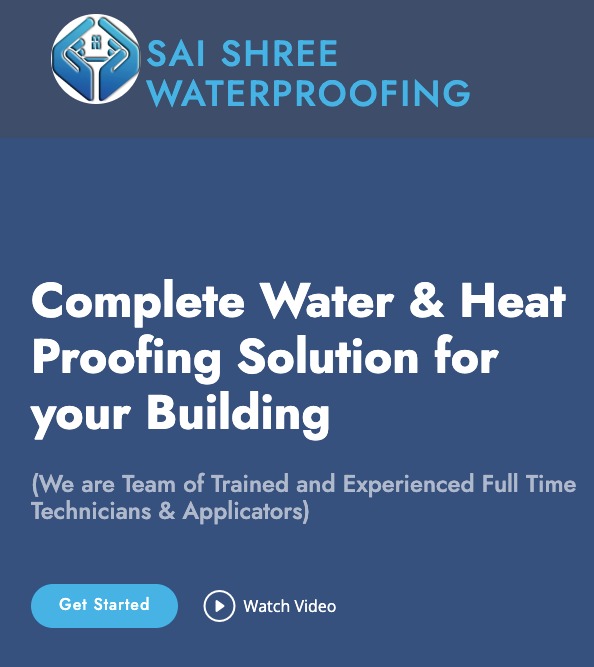 SAI SHREE
WATERPROOFING
Complete Water & Heat
Proofing Solution for
your Building
(We are Team of Trained and Experienced Full Time
Technicians & Applicators)
Get Started
Watch Video